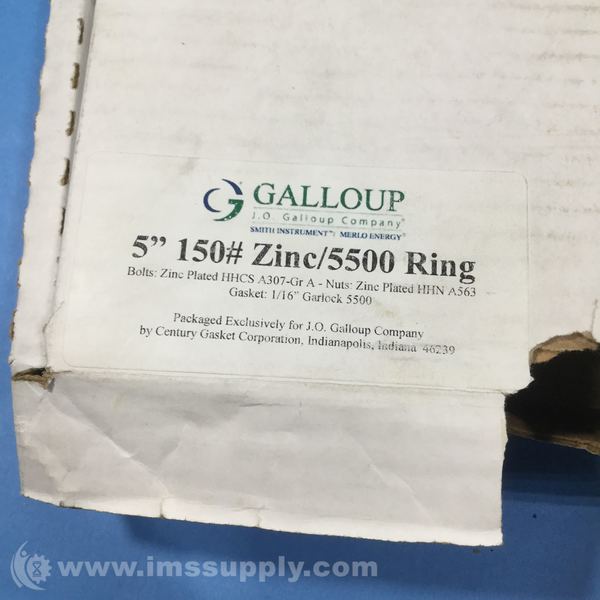 GALLOUP
J.O. Galloup Company®
SMITH INSTRUMENT® | MERLO ENERGY®
5” 150# Zinc/5500 Ring
Bolts: Zinc Plated HHCS A307-Gr A - Nuts: Zinc Plated HHN A563
Gasket: 1/16” Garlock 5500
Packaged Exclusively for J.O. Galloup Company
by Century Gasket Corporation, Indianapolis, Indiana 46239
www.imssupply.com